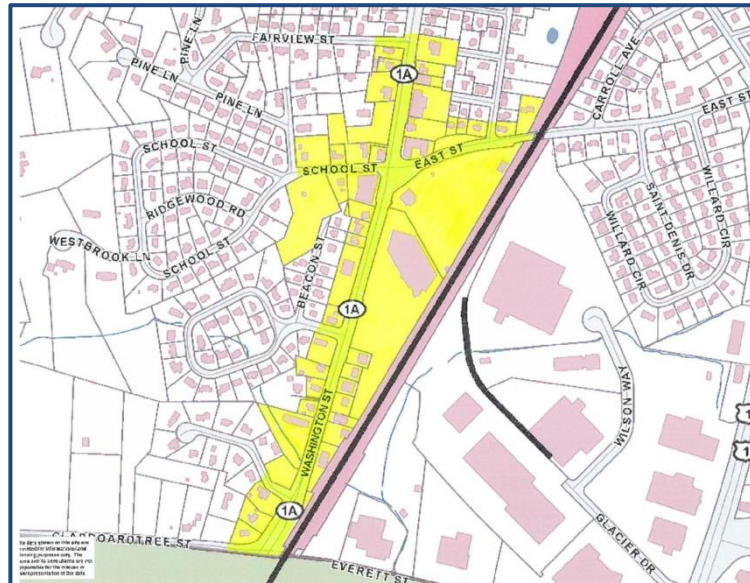 FAIRVIEW ST
PINE LN
PINE LN
PINE LN
1A
CARROLL AVE
EAST ST
SCHOOL ST
SCHOOL ST
EAST ST
RIDGEWOOD RD
SAINT DENIS DR
WILLARD CIR
WILLARD CIR
WESTBROOK LN
SCHOOL ST
BEACON ST
1A
WILSON WAY
WASHINGTON ST
1A
GLACIER DR
EVERETT ST